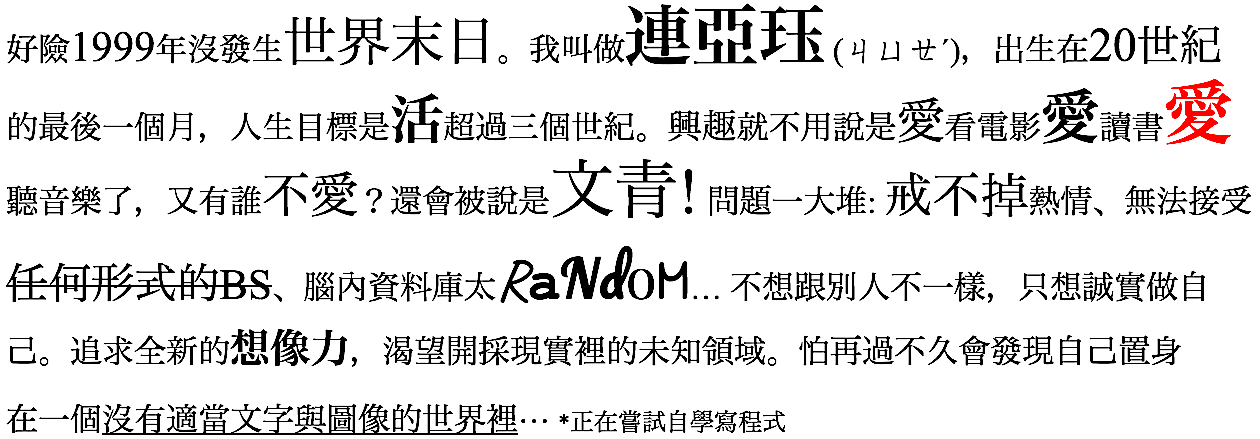 好險1999年沒發生世界末日。我叫做連亞珏(ㄐㄩㄝˊ)，出生在20世紀
的最後一個月，人生目標是活超過三個世紀。興趣就不用說是愛看電影愛讀書愛
聽音樂了，又有誰不愛？還會被說是文青！問題一大堆：戒不掉熱情、無法接受
任何形式的BS、腦內資料庫太RaNdoM... 不想跟別人不一樣，只想誠實做自
己。追求全新的想像力，渴望開採現實裡的未知領域。怕再過不久會發現自己置身
在一個沒有適當文字與圖像的世界裡⋯ *正在嘗試自學寫程式